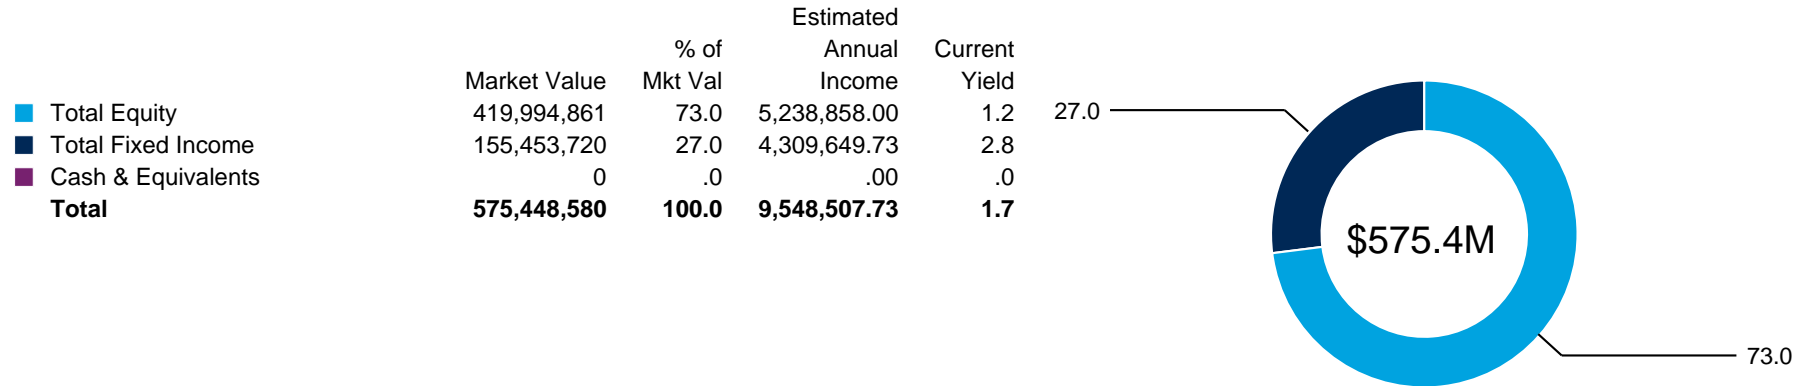 Estimated
% of Annual Current
Market Value Mkt Val Income Yield
Total Equity 419,994,861 73.0 5,238,858.00 1.2
Total Fixed Income 155,453,720 27.0 4,309,649.73 2.8
Cash & Equivalents 0 .0 .00 .0
Total 575,448,580 100.0 9,548,507.73 1.7
27.0
$575.4M
73.0